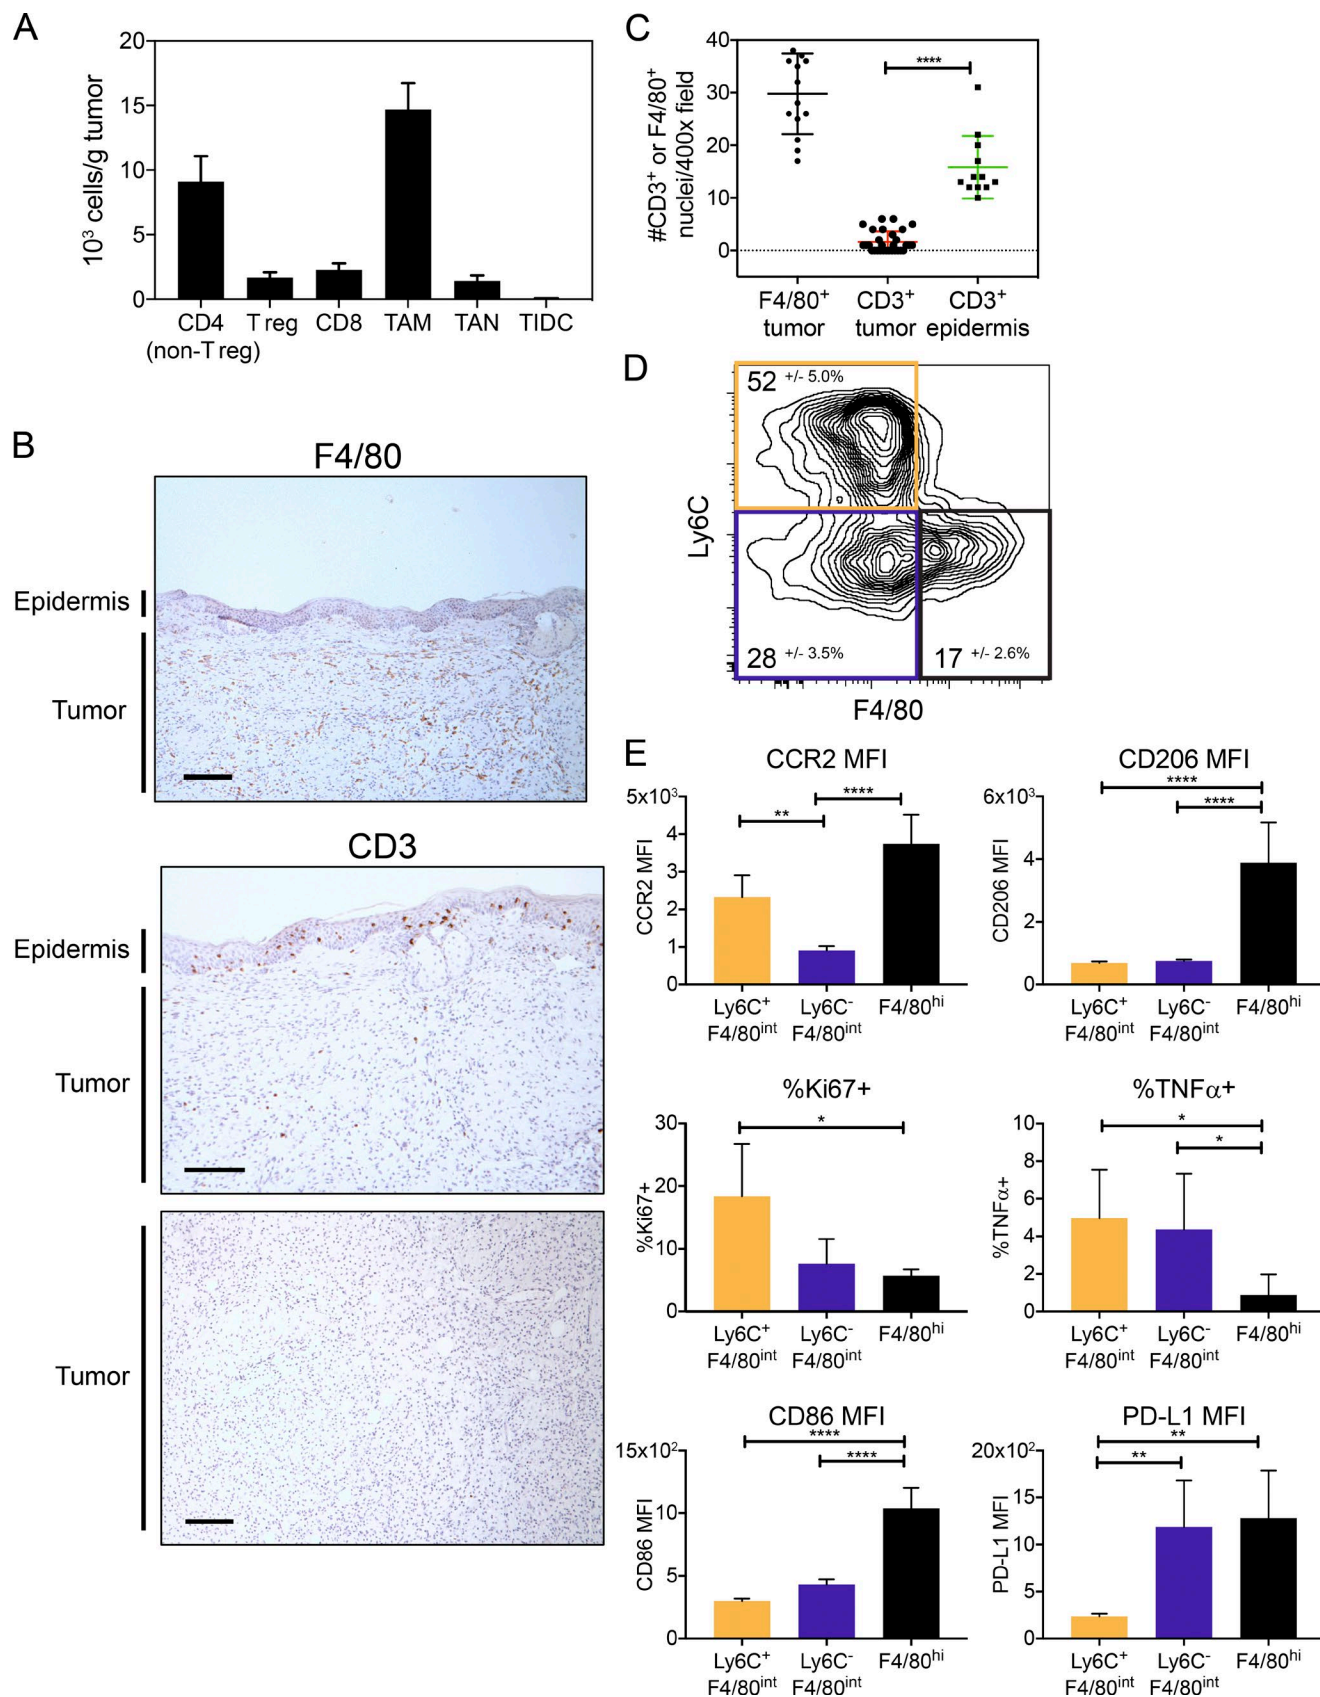 A
20
15
10
5
0
10³ cells/g tumor
CD4
(non-T reg)
T reg
CD8
TAM
TAN
TIDC
B
F4/80
Epidermis
Tumor
CD3
Epidermis
Tumor
Tumor
C
40
30
20
10
0
#CD3⁺ or F4/80⁺
nuclei/400x field
****
F4/80⁺
tumor
CD3⁺
tumor
CD3⁺
epidermis
D
52 +/- 5.0%
28 +/- 3.5%
17 +/- 2.6%
Ly6C
F4/80
E
CCR2 MFI
5x10³
4
3
2
1
0
CCR2 MFI
**
****
Ly6C⁺
F4/80ⁱⁿᵗ
Ly6C⁻
F4/80ⁱⁿᵗ
F4/80ʰⁱ
CD206 MFI
6x10³
4
2
0
CD206 MFI
****
****
Ly6C⁺
F4/80ⁱⁿᵗ
Ly6C⁻
F4/80ⁱⁿᵗ
F4/80ʰⁱ
%Ki67+
30
20
10
0
%Ki67+
*
Ly6C⁺
F4/80ⁱⁿᵗ
Ly6C⁻
F4/80ⁱⁿᵗ
F4/80ʰⁱ
%TNFα+
10
8
6
4
2
0
%TNFα+
*
*
Ly6C⁺
F4/80ⁱⁿᵗ
Ly6C⁻
F4/80ⁱⁿᵗ
F4/80ʰⁱ
CD86 MFI
15x10²
10
5
0
CD86 MFI
****
****
Ly6C⁺
F4/80ⁱⁿᵗ
Ly6C⁻
F4/80ⁱⁿᵗ
F4/80ʰⁱ
PD-L1 MFI
20x10²
15
10
5
0
PD-L1 MFI
**
**
Ly6C⁺
F4/80ⁱⁿᵗ
Ly6C⁻
F4/80ⁱⁿᵗ
F4/80ʰⁱ